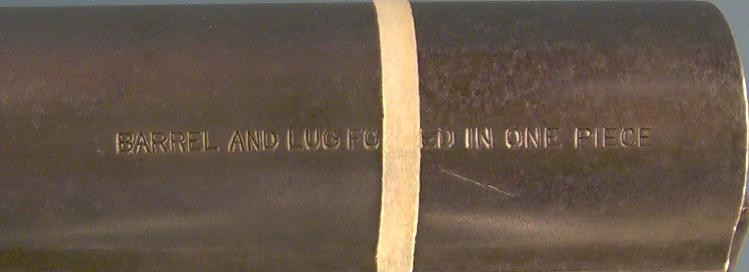 BARREL AND LUG IN ONE PIECE